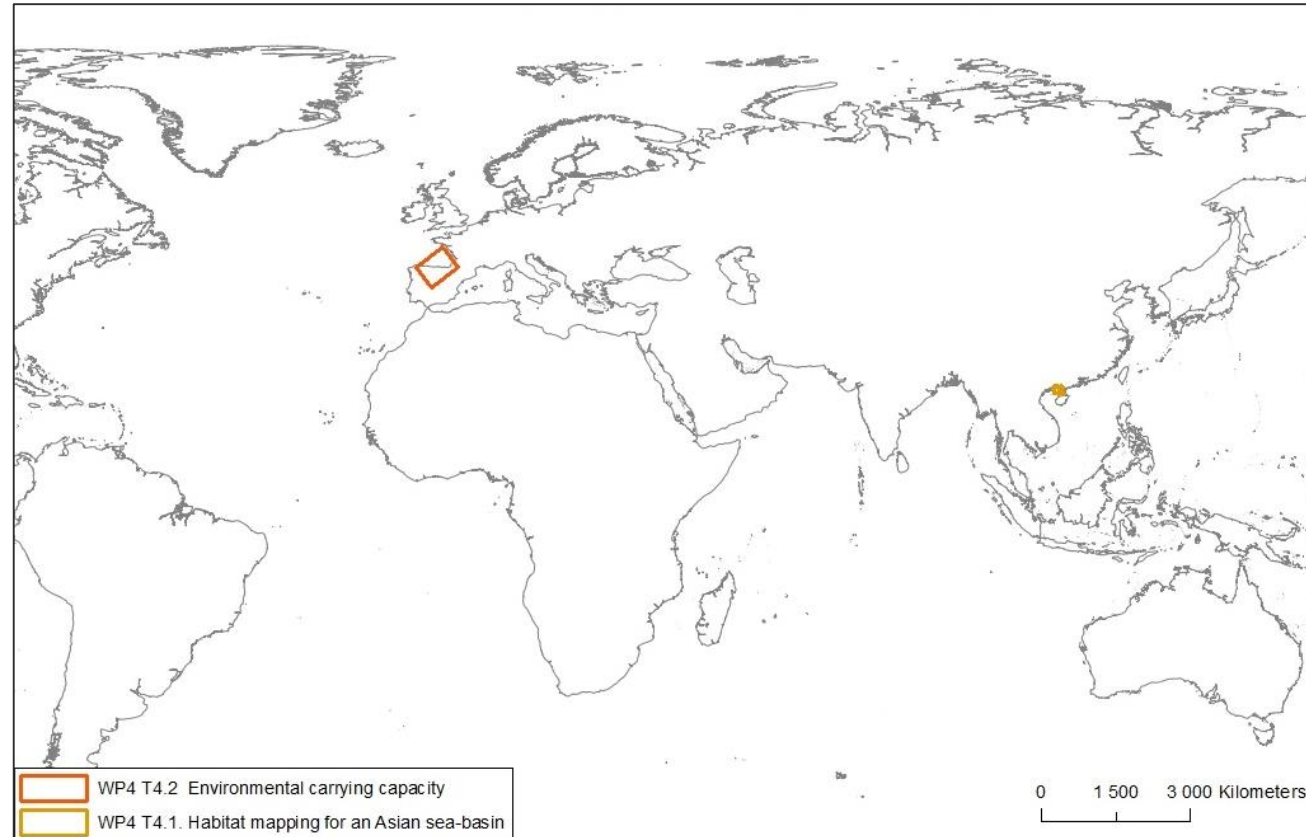 WP4 T4.2 Environmental carrying capacity
WP4 T4.1. Habitat mapping for an Asian sea-basin
0 1 500 3 000 Kilometers